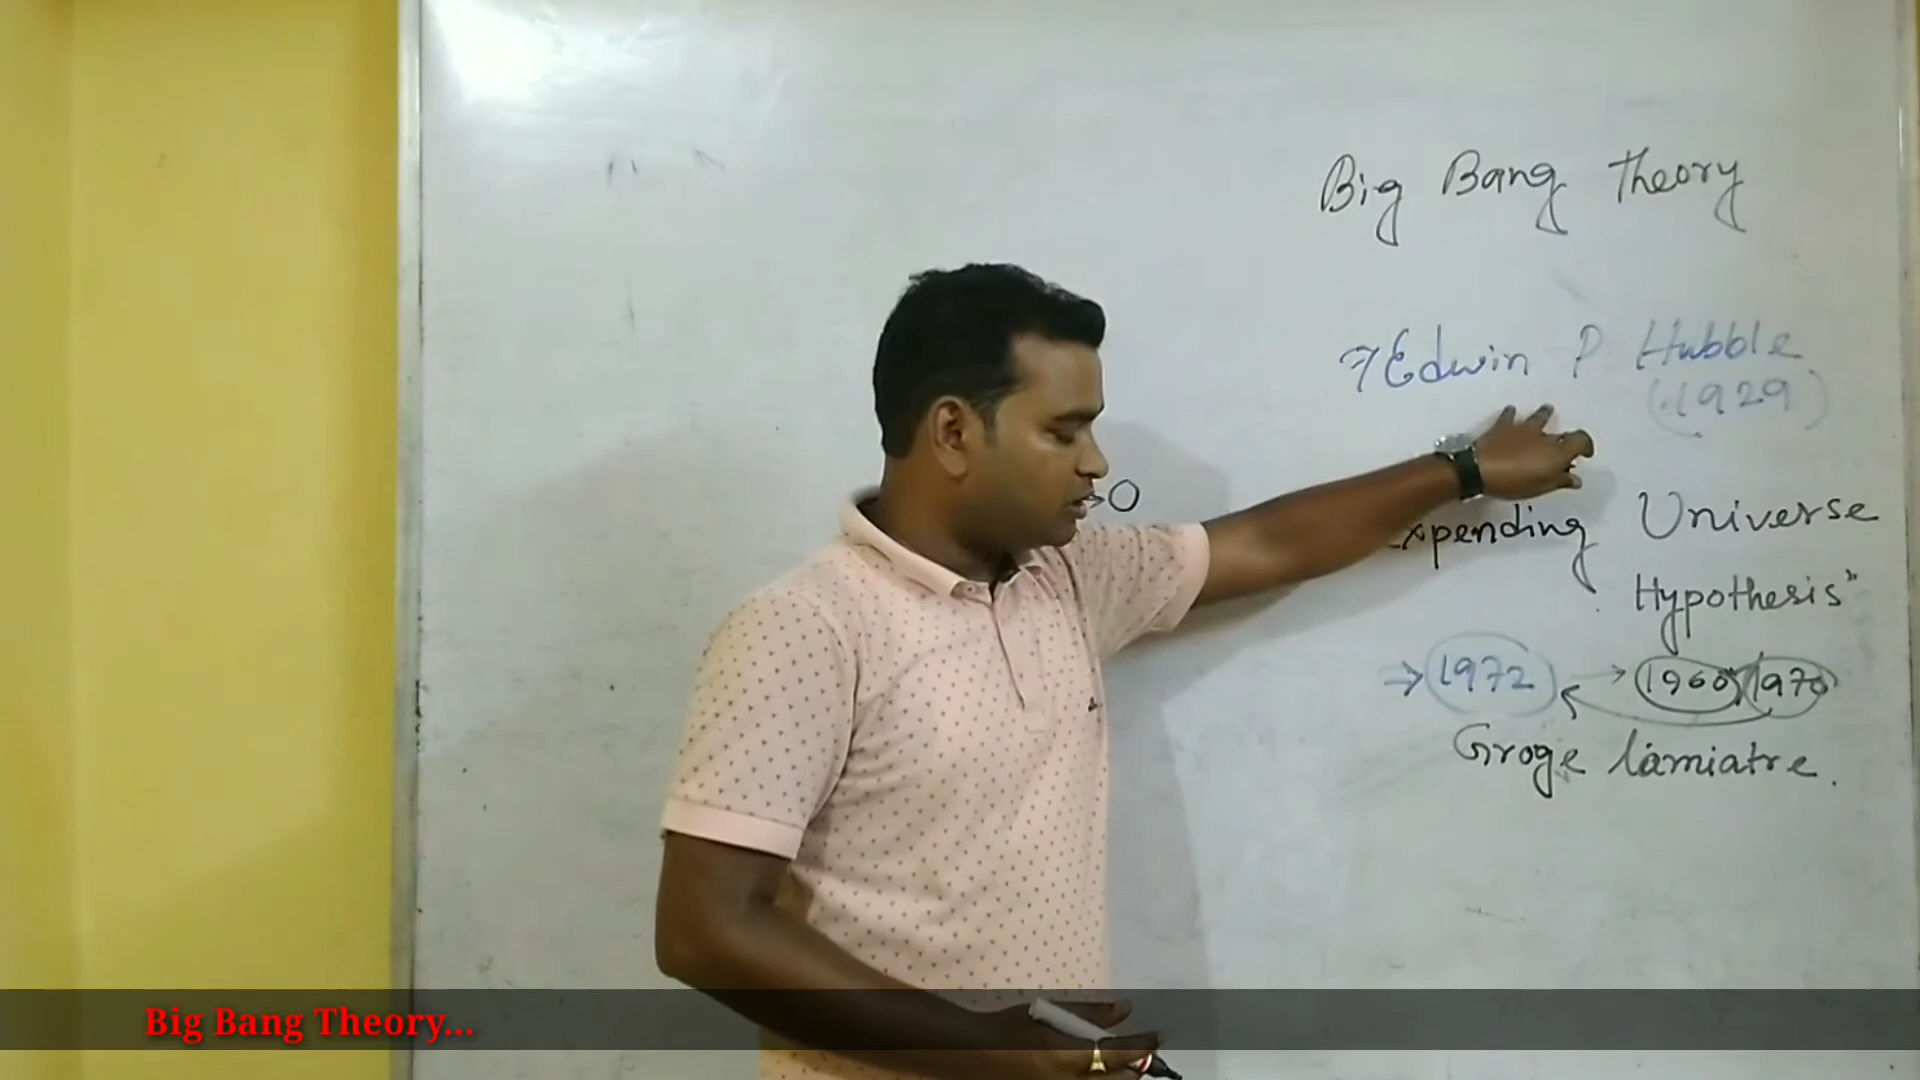 Big Bang Theory
Edwin P Hubble
(1929)
Expending Universe
Hypothesis"
→ 1972 → 1960 1970
Groge lamiatre.
Big Bang Theory...